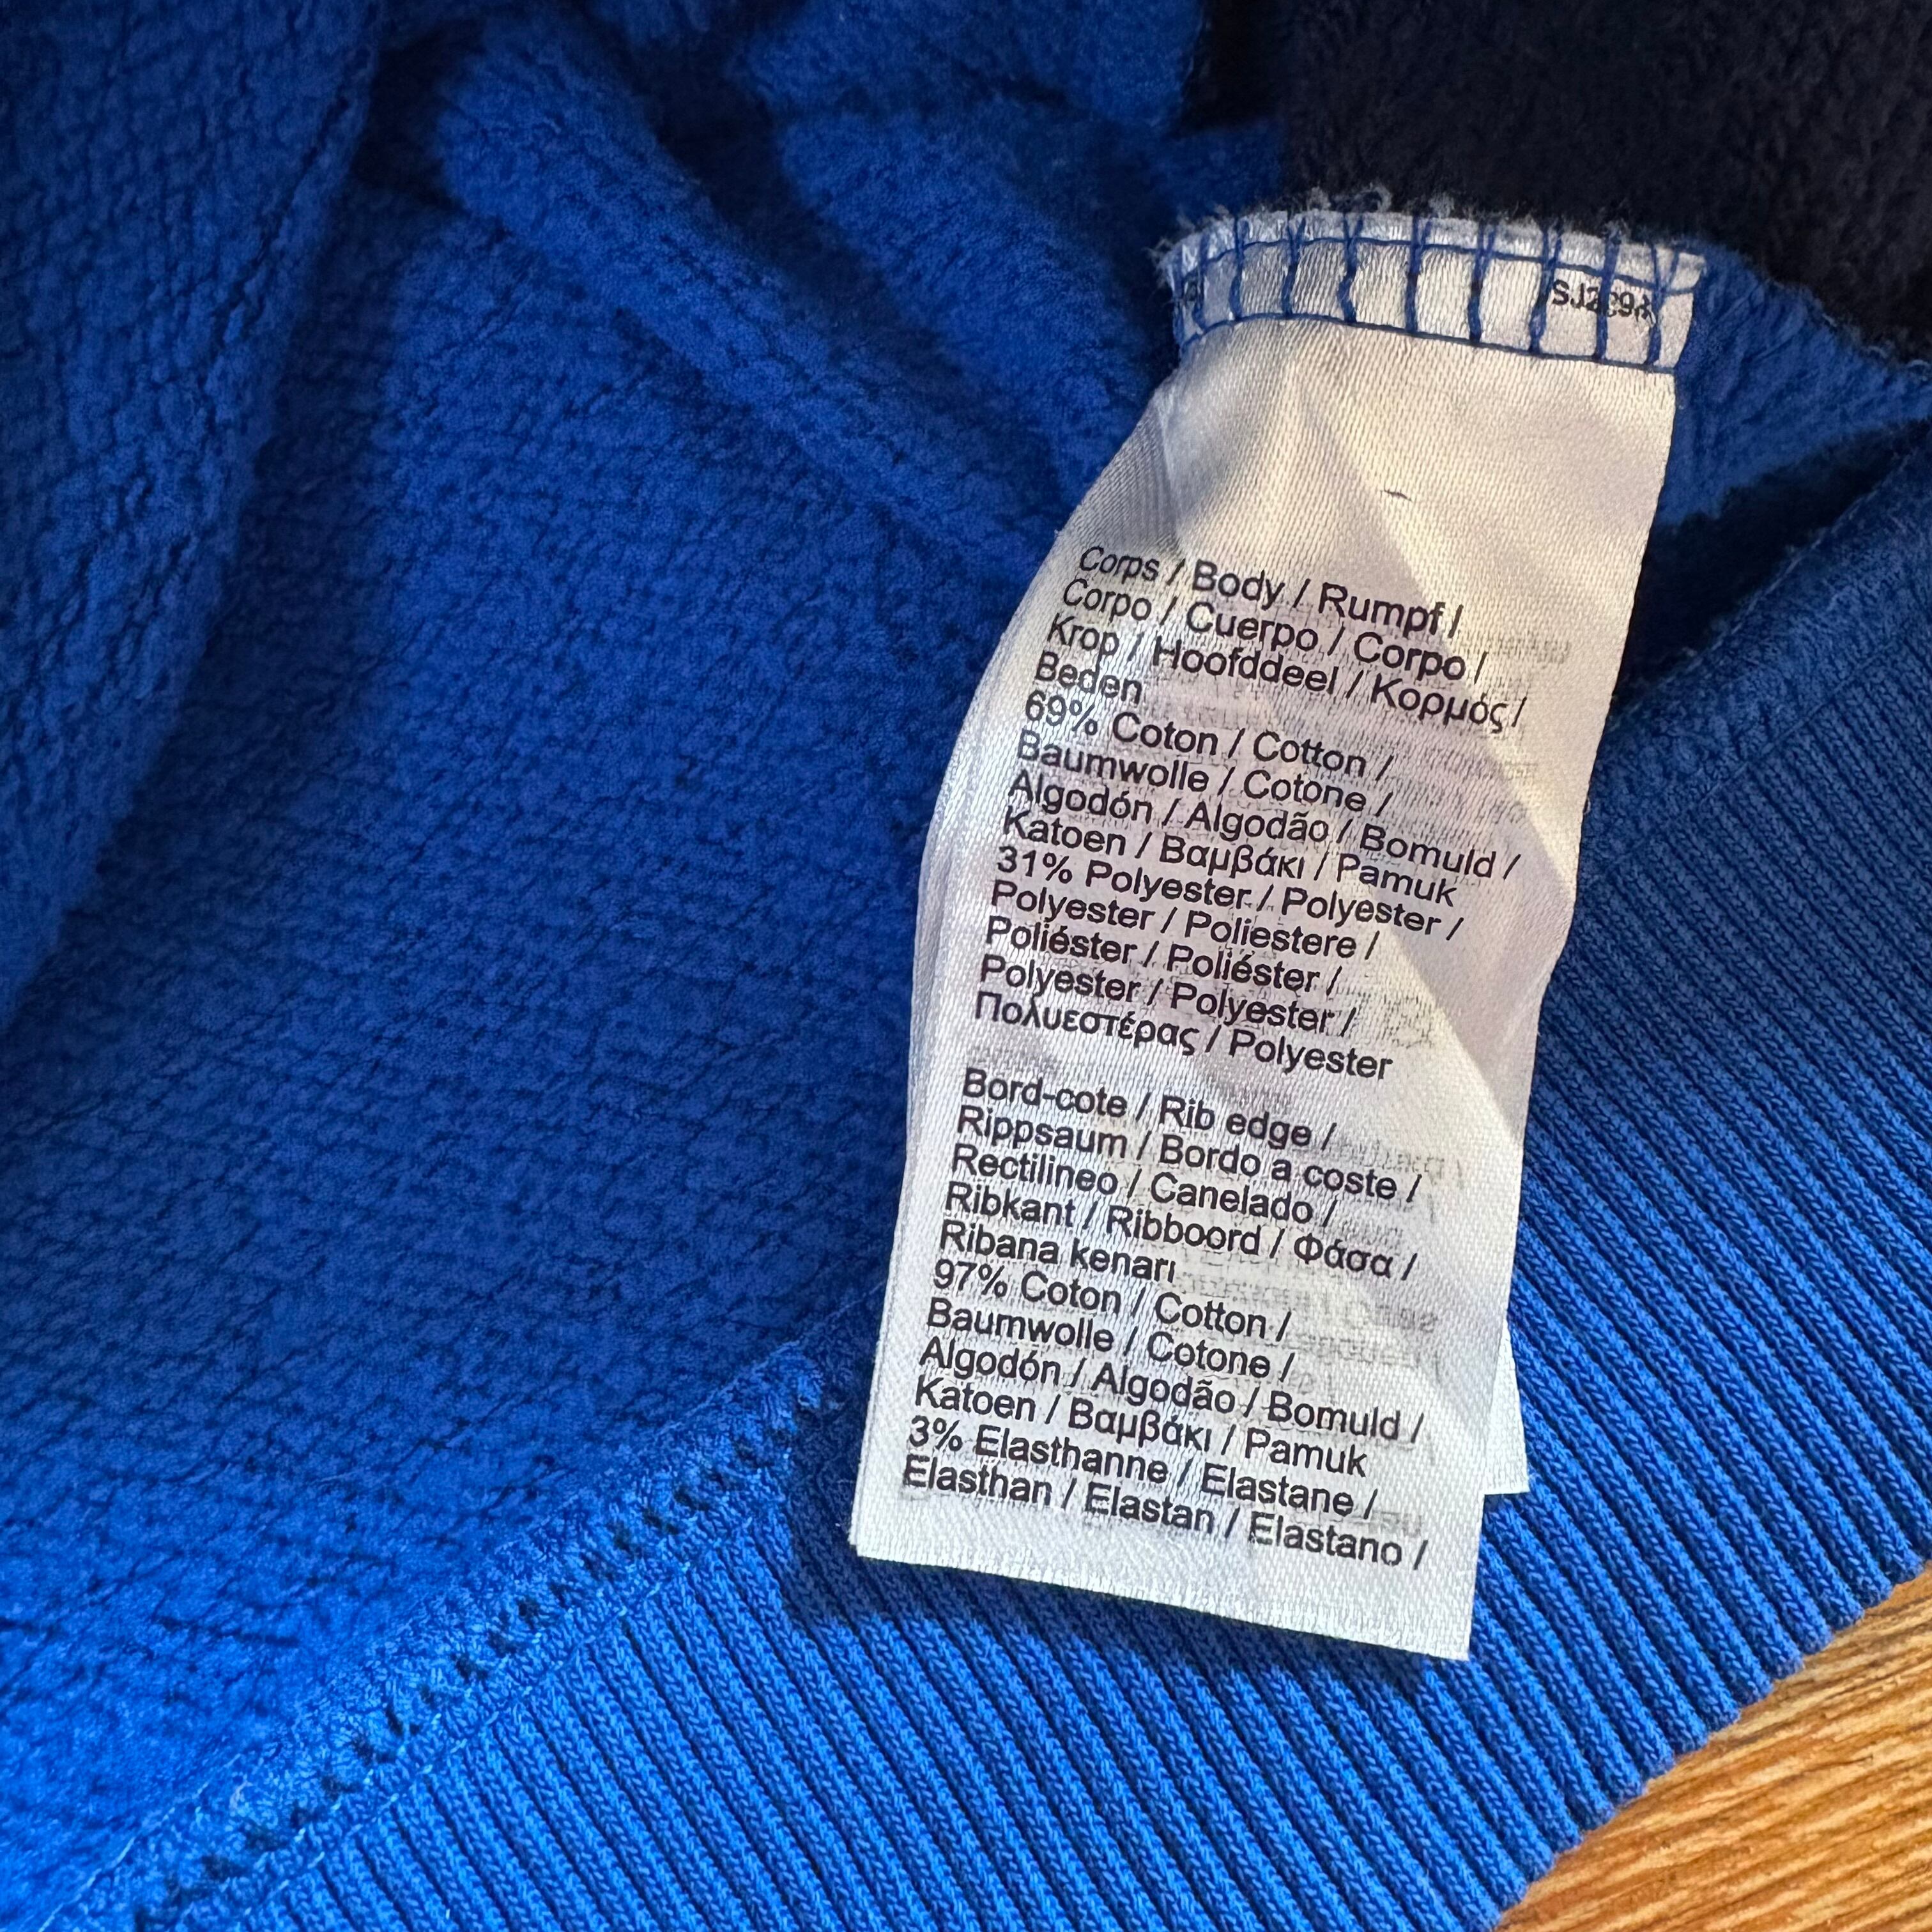 Corps / Body / Rumpf /
Corpo / Cuerpo / Corpo /
Krop / Hoofddeel / Κορμός /
Beden
69% Coton / Cotton /
Baumwolle / Cotone /
Algodón / Algodão / Bomuld /
Katoen / Βαμβάκι / Pamuk
31% Polyester / Polyester /
Polyester / Poliestere /
Poliéster / Poliéster /
Polyester / Polyester /
Πολυεστέρας / Polyester
Bord-cote / Rib edge /
Rippsaum / Bordo a coste /
Rectilineo / Canelado /
Ribkant / Ribboord / Φάσα /
Ribana kenarı
97% Coton / Cotton /
Baumwolle / Cotone /
Algodón / Algodão / Bomuld /
Katoen / Βαμβάκι / Pamuk
3% Elasthanne / Elastane /
Elasthan / Elastan / Elastano /